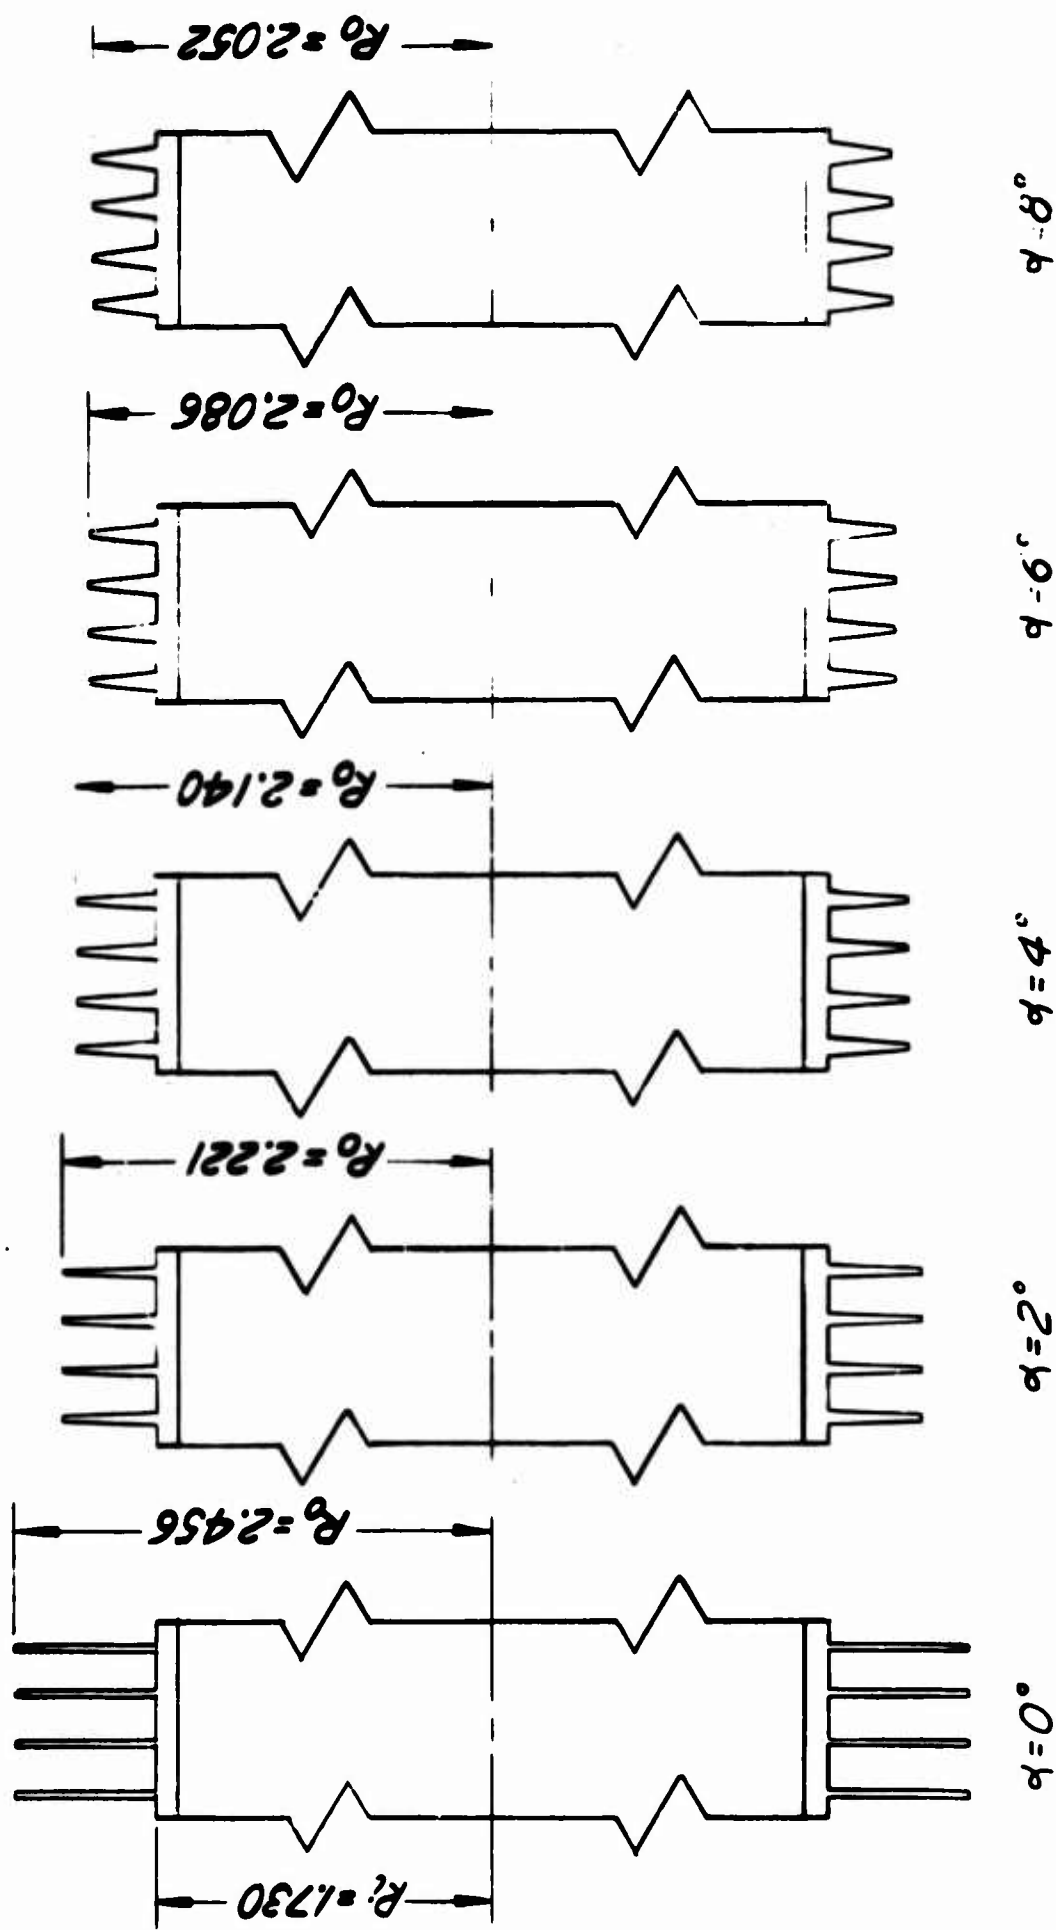 R₀ = 2.052
α = 8°
R₀ = 2.086
α = 6°
R₀ = 2.140
α = 4°
R₀ = 2.221
α = 2°
R₀ = 2.456
α = 0°
Rᵢ = 1.730